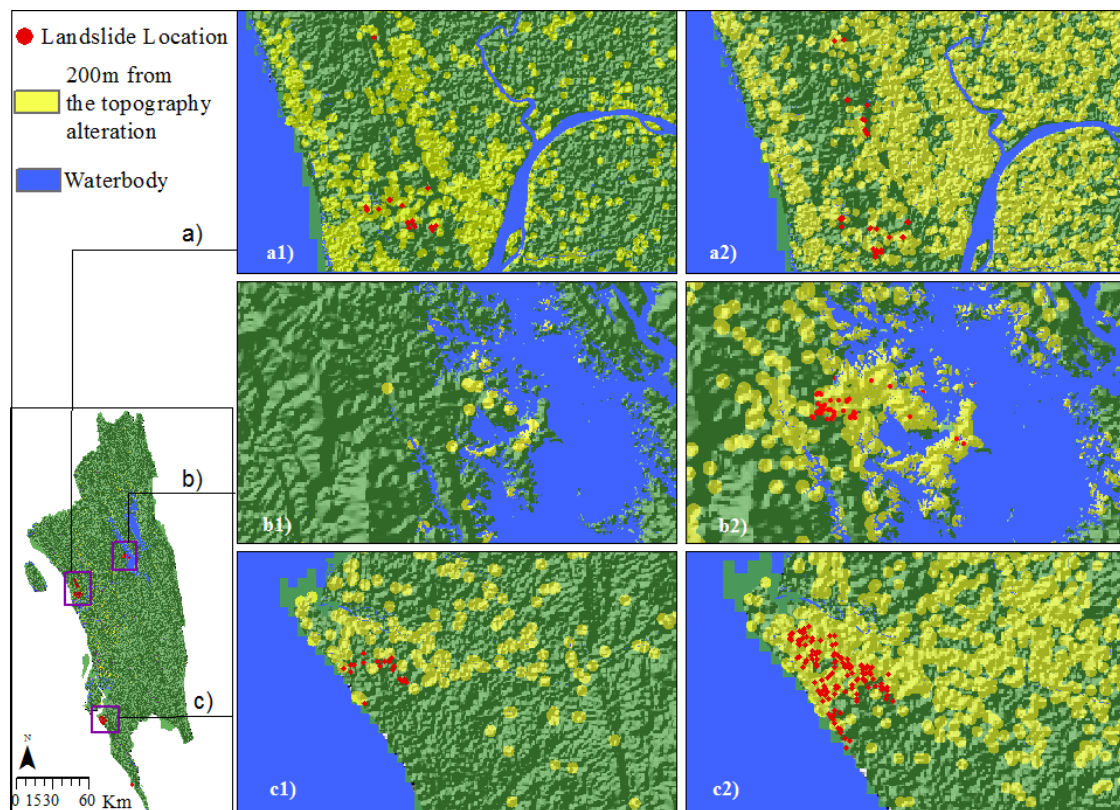 Landslide Location
200m from
the topography
alteration
Waterbody
a)
b)
c)
N
0 1530 60 Km
a1)
a2)
b1)
b2)
c1)
c2)